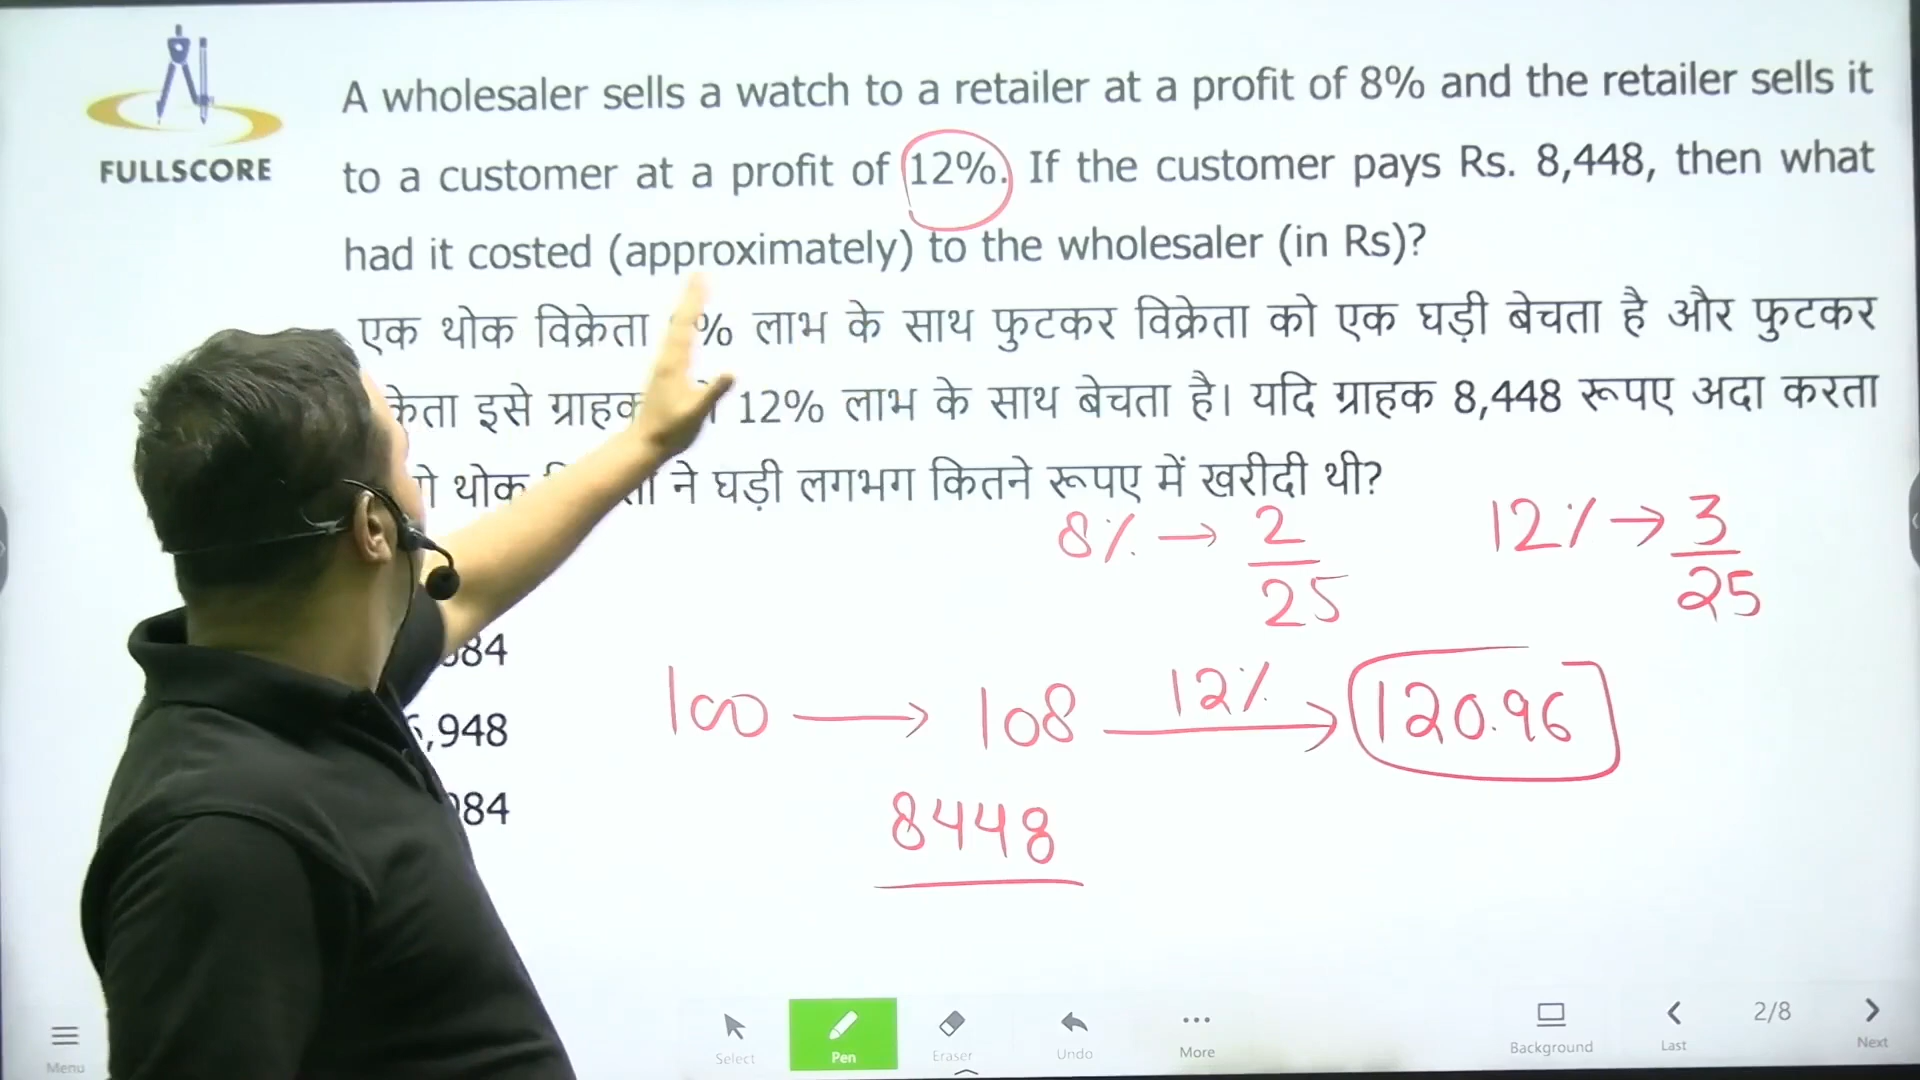 FULLSCORE
A wholesaler sells a watch to a retailer at a profit of 8% and the retailer sells it
to a customer at a profit of 12%. If the customer pays Rs. 8,448, then what
had it costed (approximately) to the wholesaler (in Rs)?
एक थोक विक्रेता % लाभ के साथ फुटकर विक्रेता को एक घड़ी बेचता है और फुटकर
इसे ग्राहक 12% लाभ के साथ बेचता है। यदि ग्राहक 8,448 रूपए अदा करता
थोक ने घड़ी लगभग कितने रूपए में खरीदी थी?
8% → 2/25 12% → 3/25
84
,948
84
100 → 108 12% → 120.96
8448
Menu Select Pen Eraser Undo More Background Last 2/8 Next